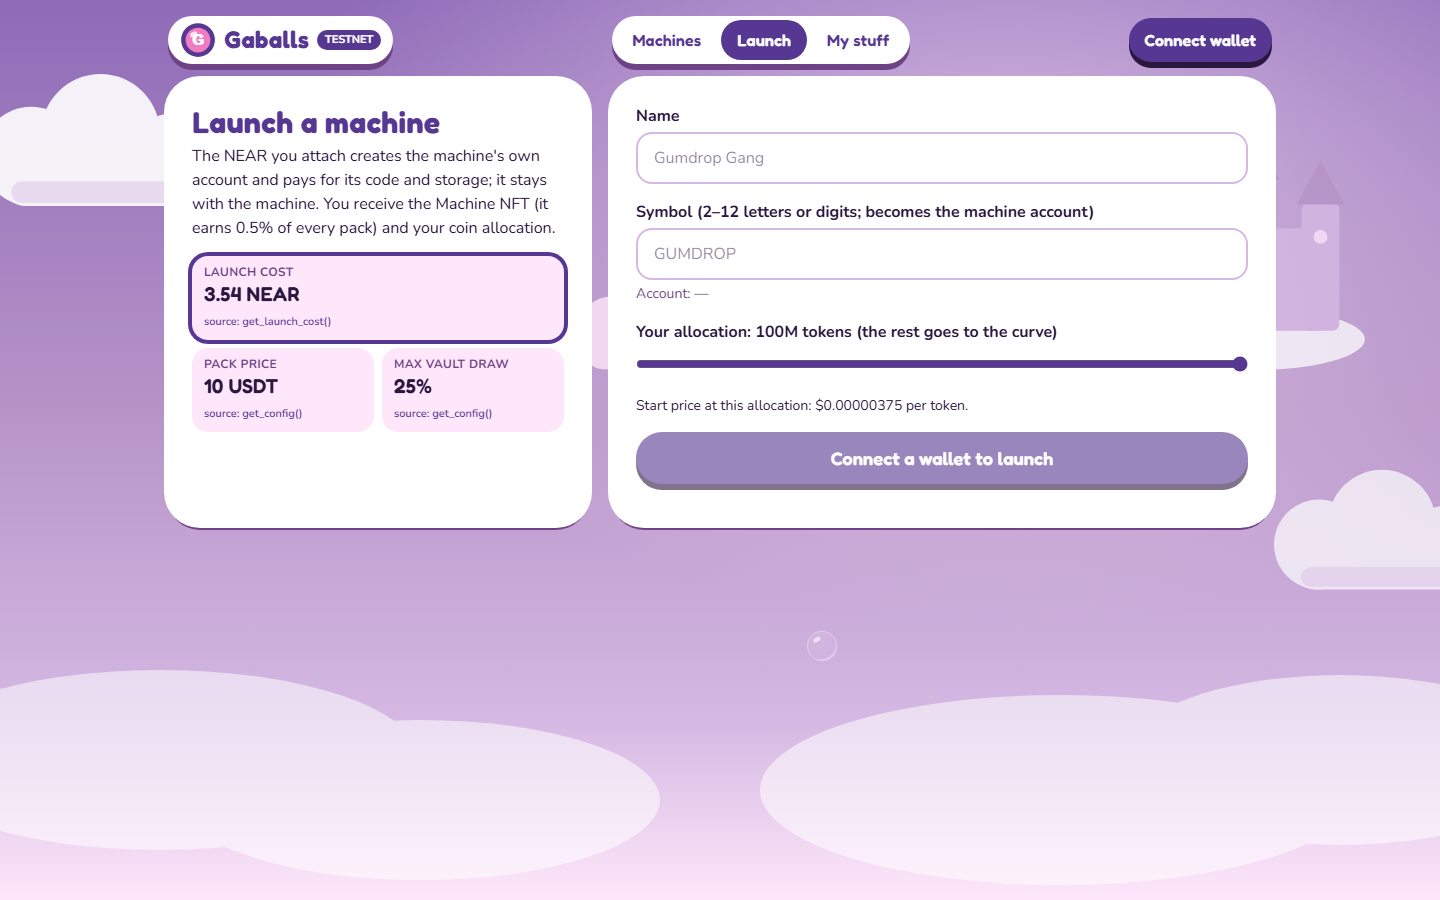 Gaballs TESTNET
Machines Launch My stuff
Connect wallet
Launch a machine
The NEAR you attach creates the machine's own
account and pays for its code and storage; it stays
with the machine. You receive the Machine NFT (it
earns 0.5% of every pack) and your coin allocation.
LAUNCH COST
3.54 NEAR
source: get_launch_cost()
PACK PRICE
10 USDT
source: get_config()
MAX VAULT DRAW
25%
source: get_config()
Name
Gumdrop Gang
Symbol (2–12 letters or digits; becomes the machine account)
GUMDROP
Account: —
Your allocation: 100M tokens (the rest goes to the curve)
Start price at this allocation: $0.00000375 per token.
Connect a wallet to launch